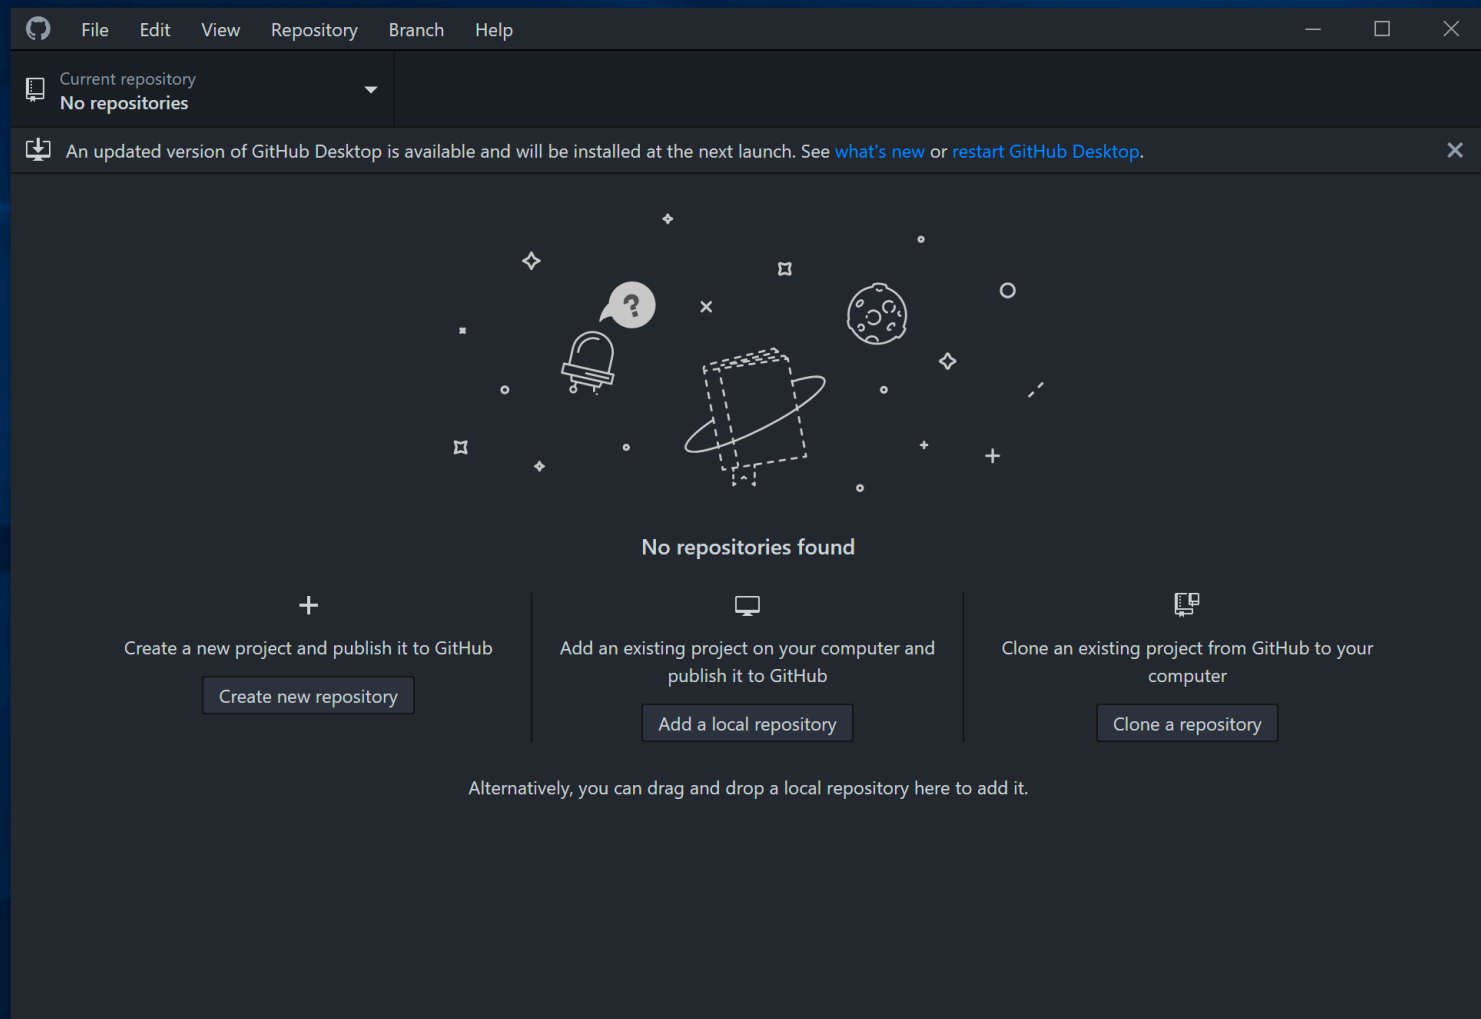 File Edit View Repository Branch Help
Current repository
No repositories
An updated version of GitHub Desktop is available and will be installed at the next launch. See what's new or restart GitHub Desktop.
?
No repositories found
Create a new project and publish it to GitHub
Create new repository
Add an existing project on your computer and
publish it to GitHub
Add a local repository
Clone an existing project from GitHub to your
computer
Clone a repository
Alternatively, you can drag and drop a local repository here to add it.